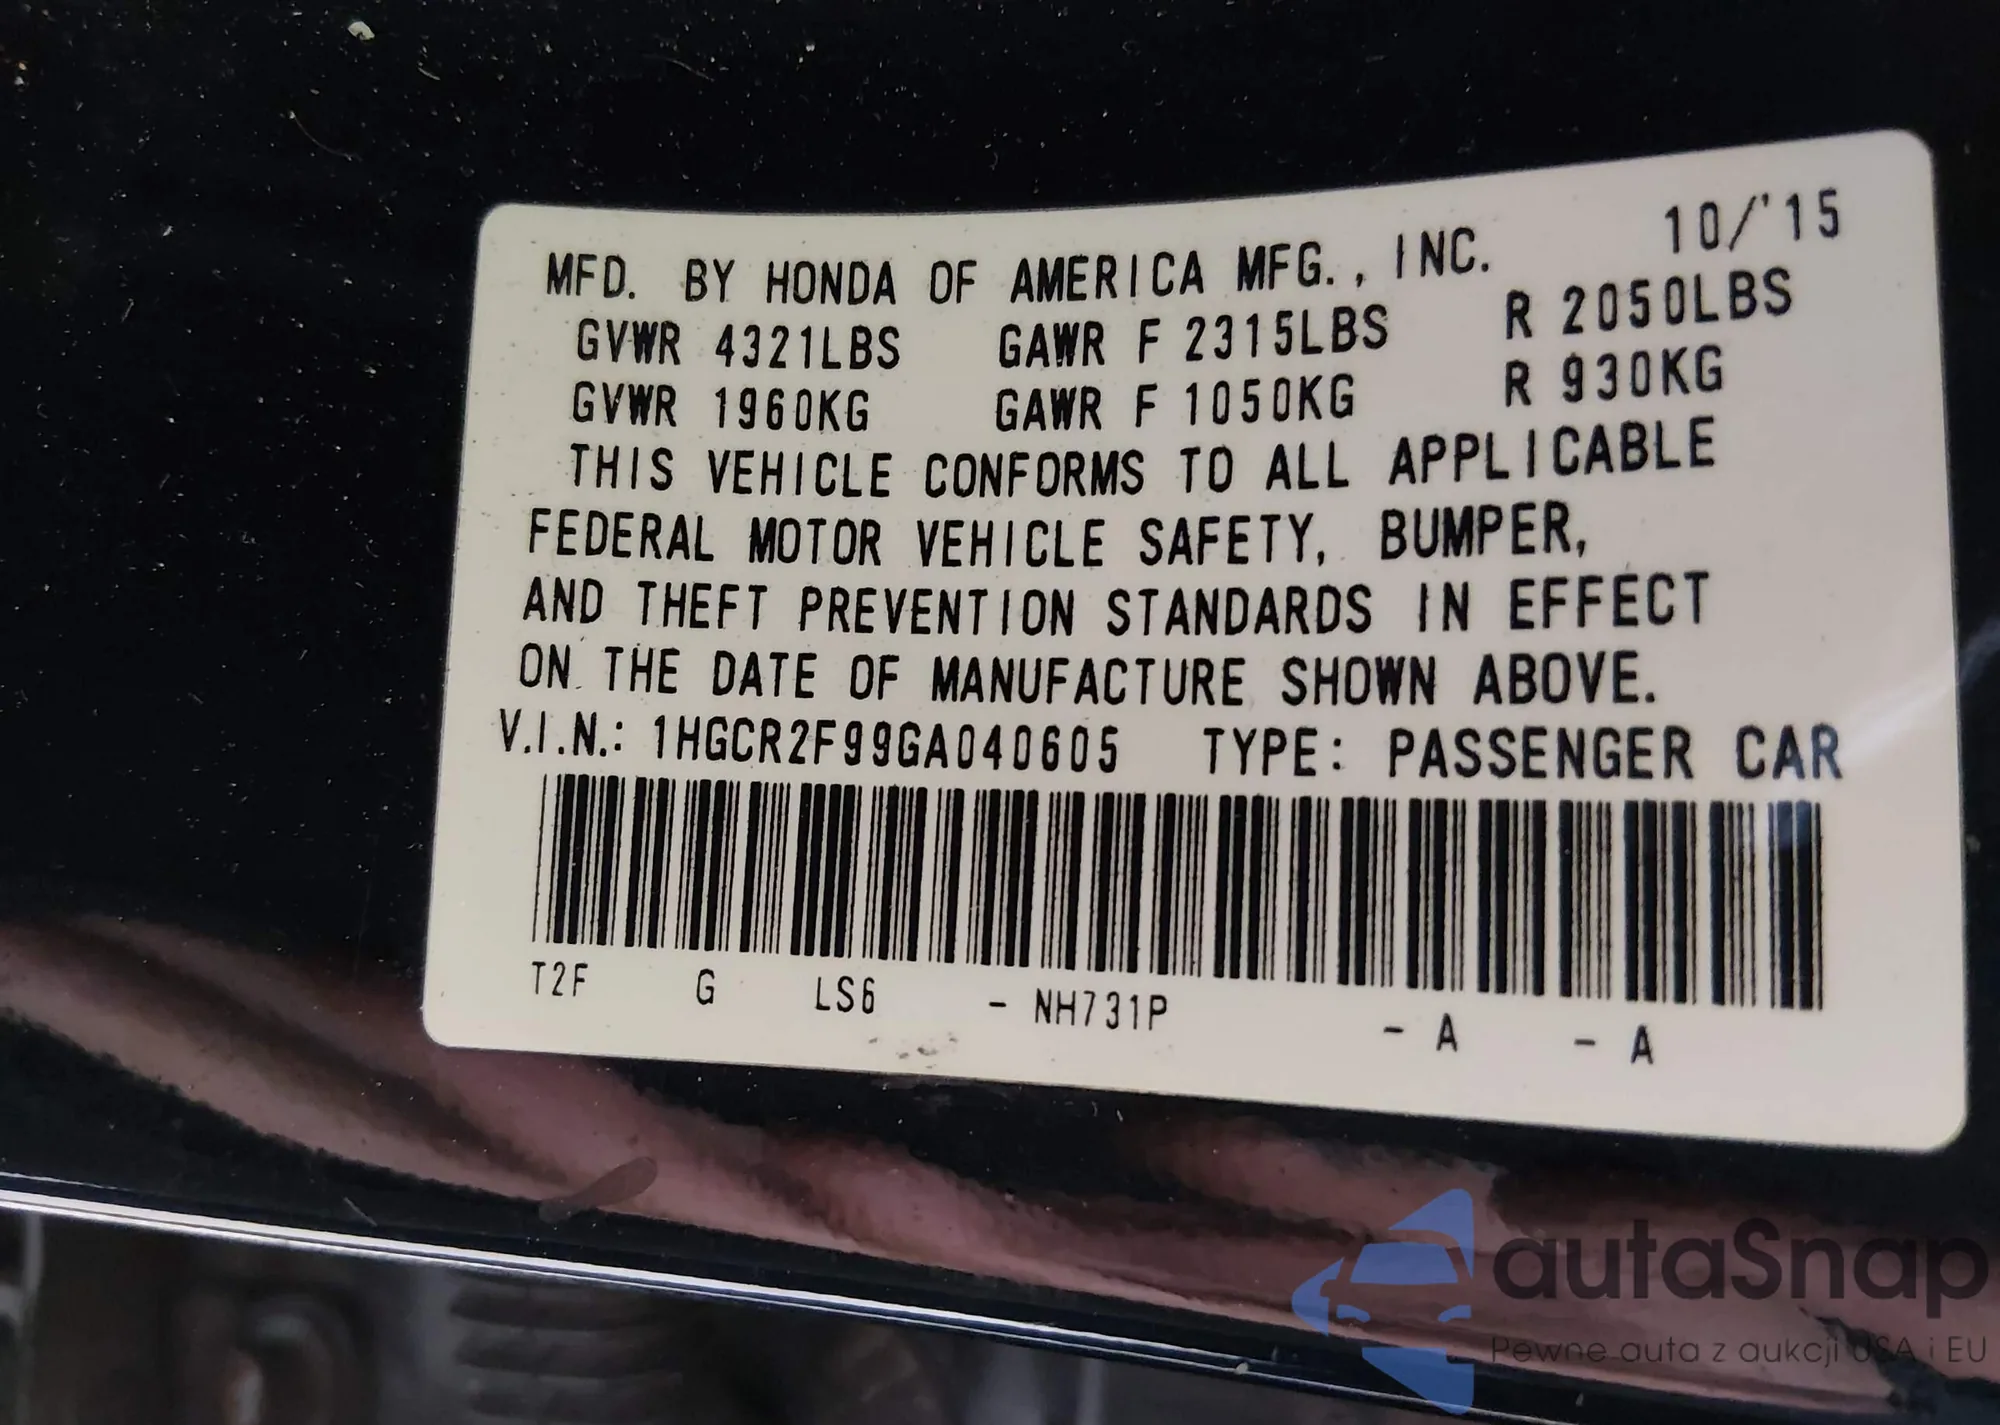 MFD. BY HONDA OF AMERICA MFG., INC. 10/'15
GVWR 4321LBS GAWR F 2315LBS R 2050LBS
GVWR 1960KG GAWR F 1050KG R 930KG
THIS VEHICLE CONFORMS TO ALL APPLICABLE
FEDERAL MOTOR VEHICLE SAFETY, BUMPER,
AND THEFT PREVENTION STANDARDS IN EFFECT
ON THE DATE OF MANUFACTURE SHOWN ABOVE.
V.I.N.: 1HGCR2F99GA040605 TYPE: PASSENGER CAR
T2F G LS6 - NH731P - A - A
autaSnap
Pewne auta z aukcji USA i EU